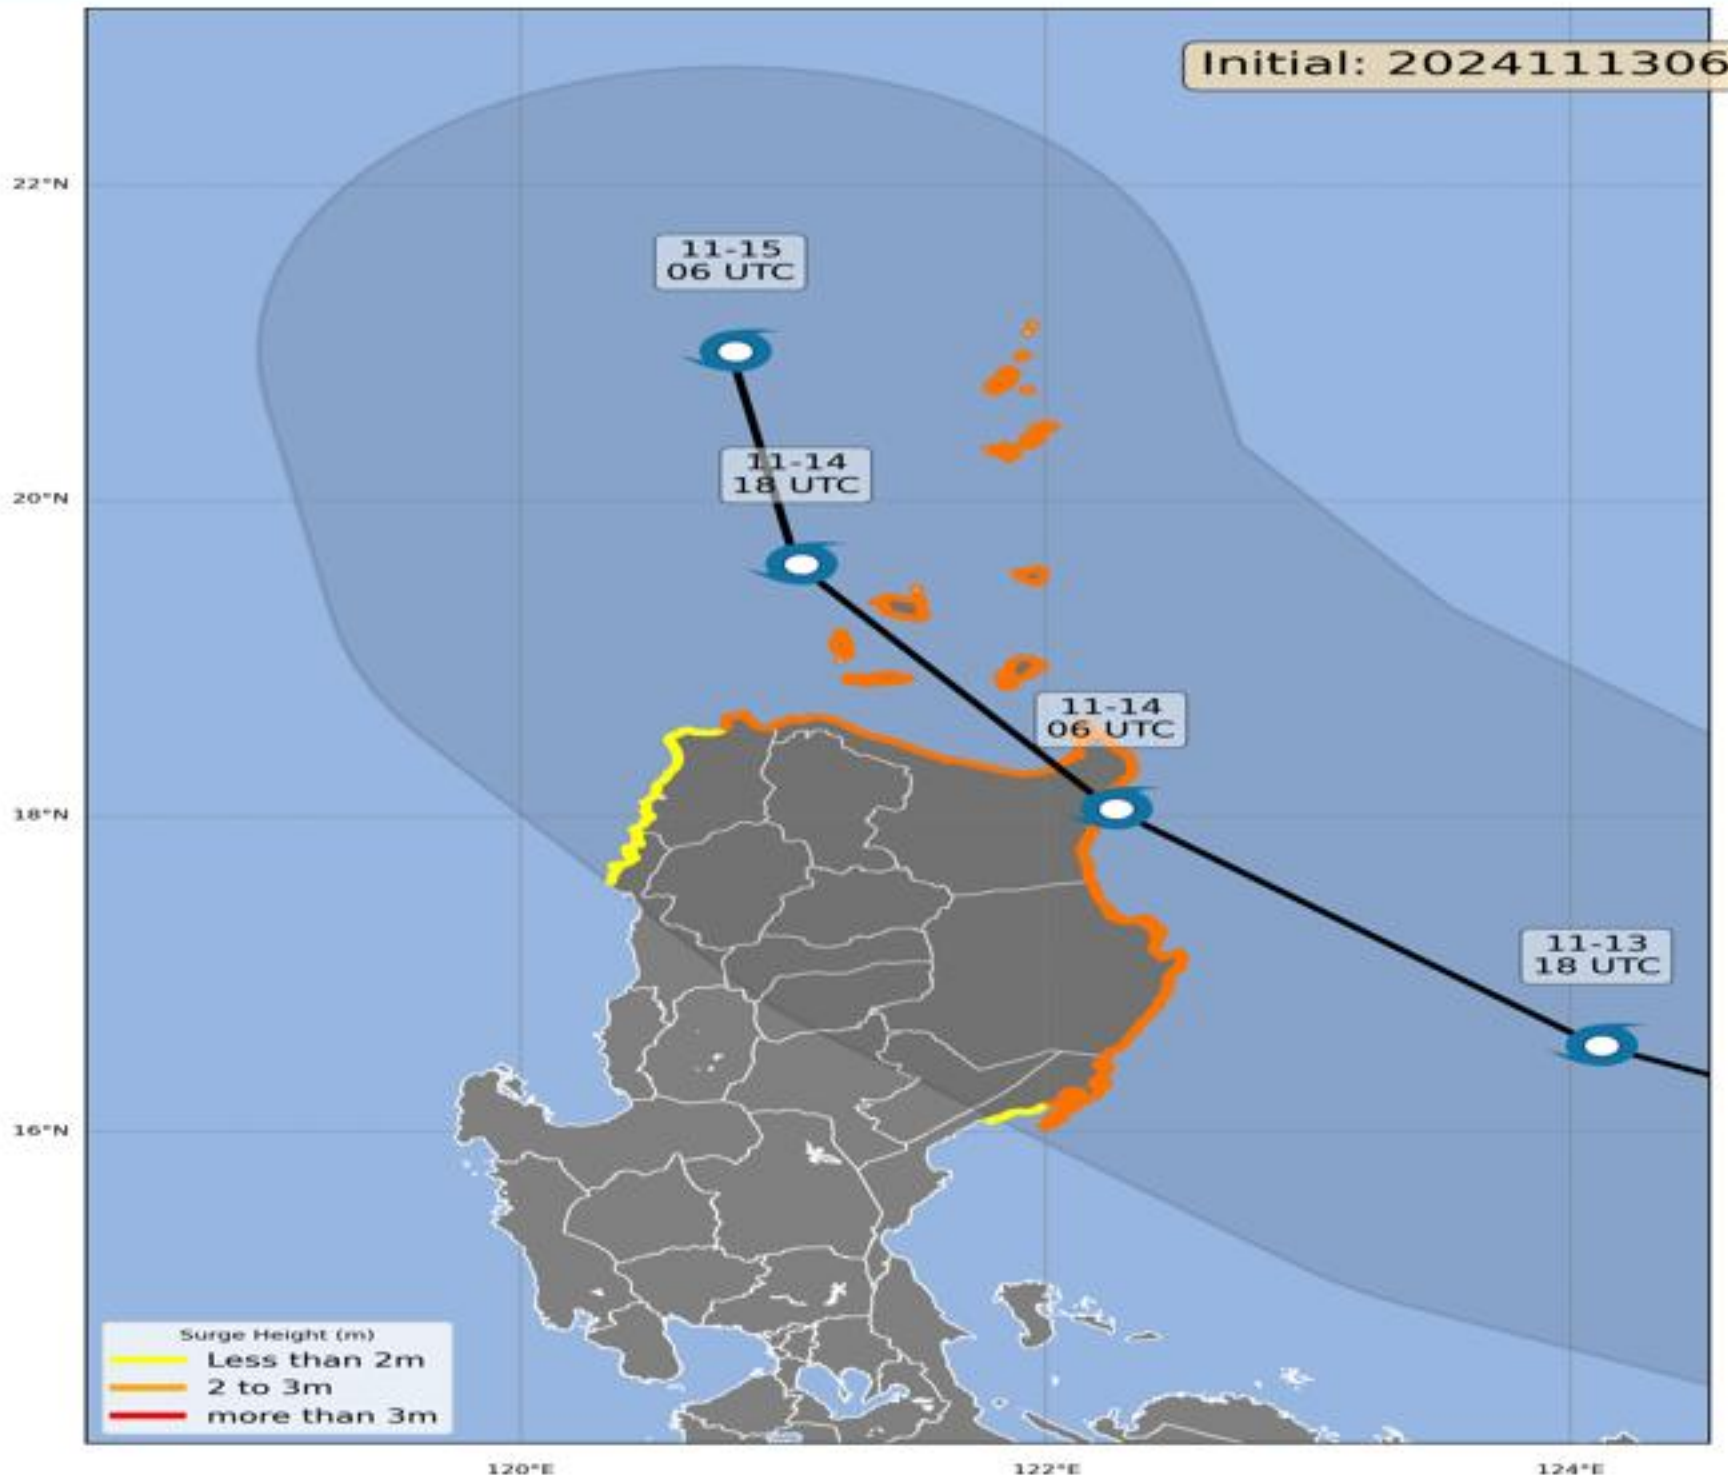 Initial: 2024111306
22°N
11-15
06 UTC
11-14
18 UTC
20°N
11-14
06 UTC
18°N
11-13
18 UTC
16°N
Surge Height (m)
Less than 2m
2 to 3m
more than 3m
120°E
122°E
124°E